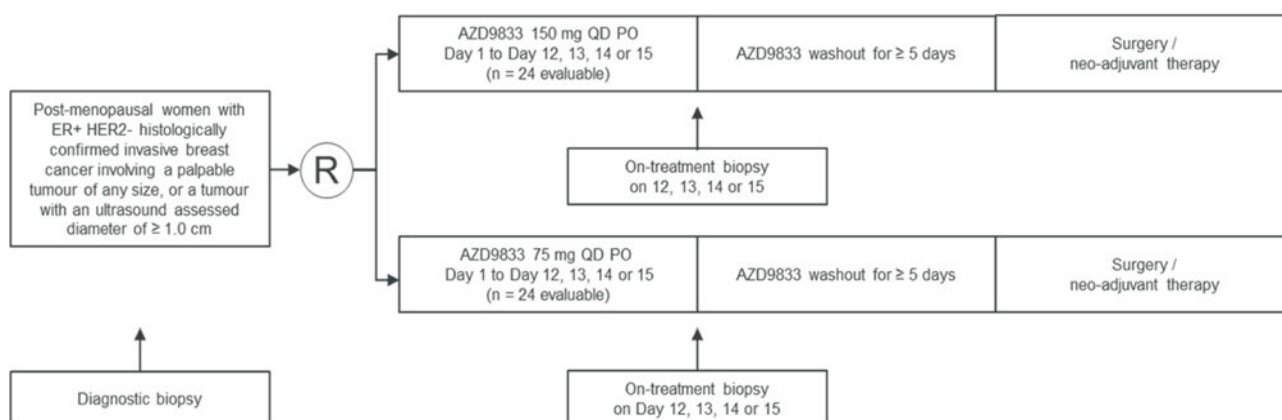 Post-menopausal women with
ER+ HER2- histologically
confirmed invasive breast
cancer involving a palpable
tumour of any size, or a tumour
with an ultrasound assessed
diameter of ≥ 1.0 cm
Diagnostic biopsy
R
AZD9833 150 mg QD PO
Day 1 to Day 12, 13, 14 or 15
(n = 24 evaluable)
AZD9833 washout for ≥ 5 days
Surgery /
neo-adjuvant therapy
On-treatment biopsy
on 12, 13, 14 or 15
AZD9833 75 mg QD PO
Day 1 to Day 12, 13, 14 or 15
(n = 24 evaluable)
AZD9833 washout for ≥ 5 days
Surgery /
neo-adjuvant therapy
On-treatment biopsy
on Day 12, 13, 14 or 15